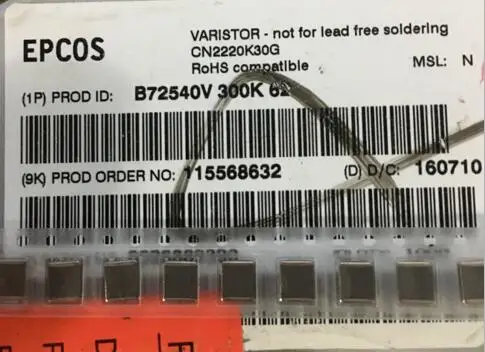 EPCOS
VARISTOR - not for lead free soldering
CN2220K30G
RoHS compatible
MSL: N
(1P) PROD ID: B72540V 300K 62
(9K) PROD ORDER NO: 115568632
(D) D/C: 160710